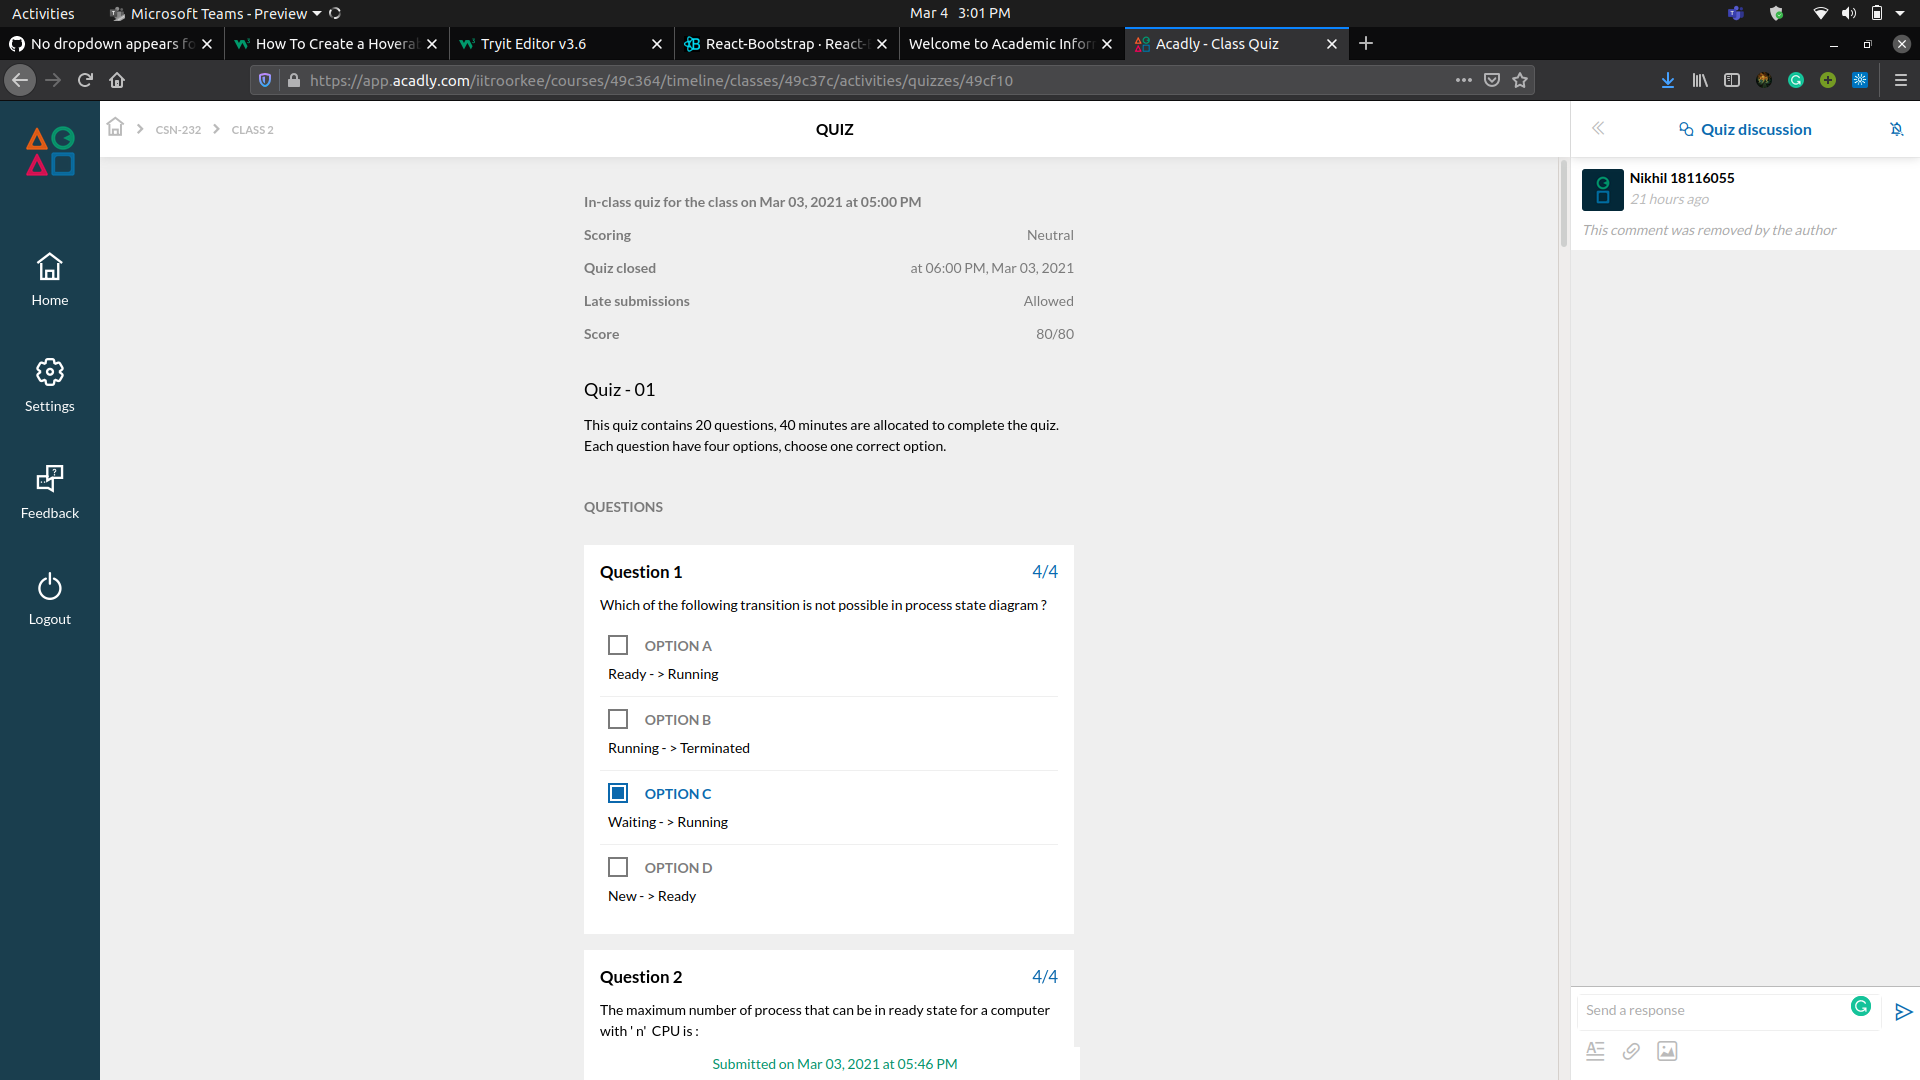 Activities
Microsoft Teams - Preview
Mar 4 3:01 PM
No dropdown appears fo
How To Create a Hoverab
Tryit Editor v3.6
React-Bootstrap · React-
Welcome to Academic Infor
Acadly - Class Quiz
https://app.acadly.com/iitroorkee/courses/49c364/timeline/classes/49c37c/activities/quizzes/49cf10
CSN-232
CLASS 2
QUIZ
Quiz discussion
Home
Settings
Feedback
Logout
In-class quiz for the class on Mar 03, 2021 at 05:00 PM
Scoring Neutral
Quiz closed at 06:00 PM, Mar 03, 2021
Late submissions Allowed
Score 80/80
Quiz - 01
This quiz contains 20 questions, 40 minutes are allocated to complete the quiz.
Each question have four options, choose one correct option.
QUESTIONS
Question 1 4/4
Which of the following transition is not possible in process state diagram ?
OPTION A
Ready - > Running
OPTION B
Running - > Terminated
OPTION C
Waiting - > Running
OPTION D
New - > Ready
Question 2 4/4
The maximum number of process that can be in ready state for a computer
with ' n' CPU is :
Submitted on Mar 03, 2021 at 05:46 PM
Nikhil 18116055
21 hours ago
This comment was removed by the author
Send a response